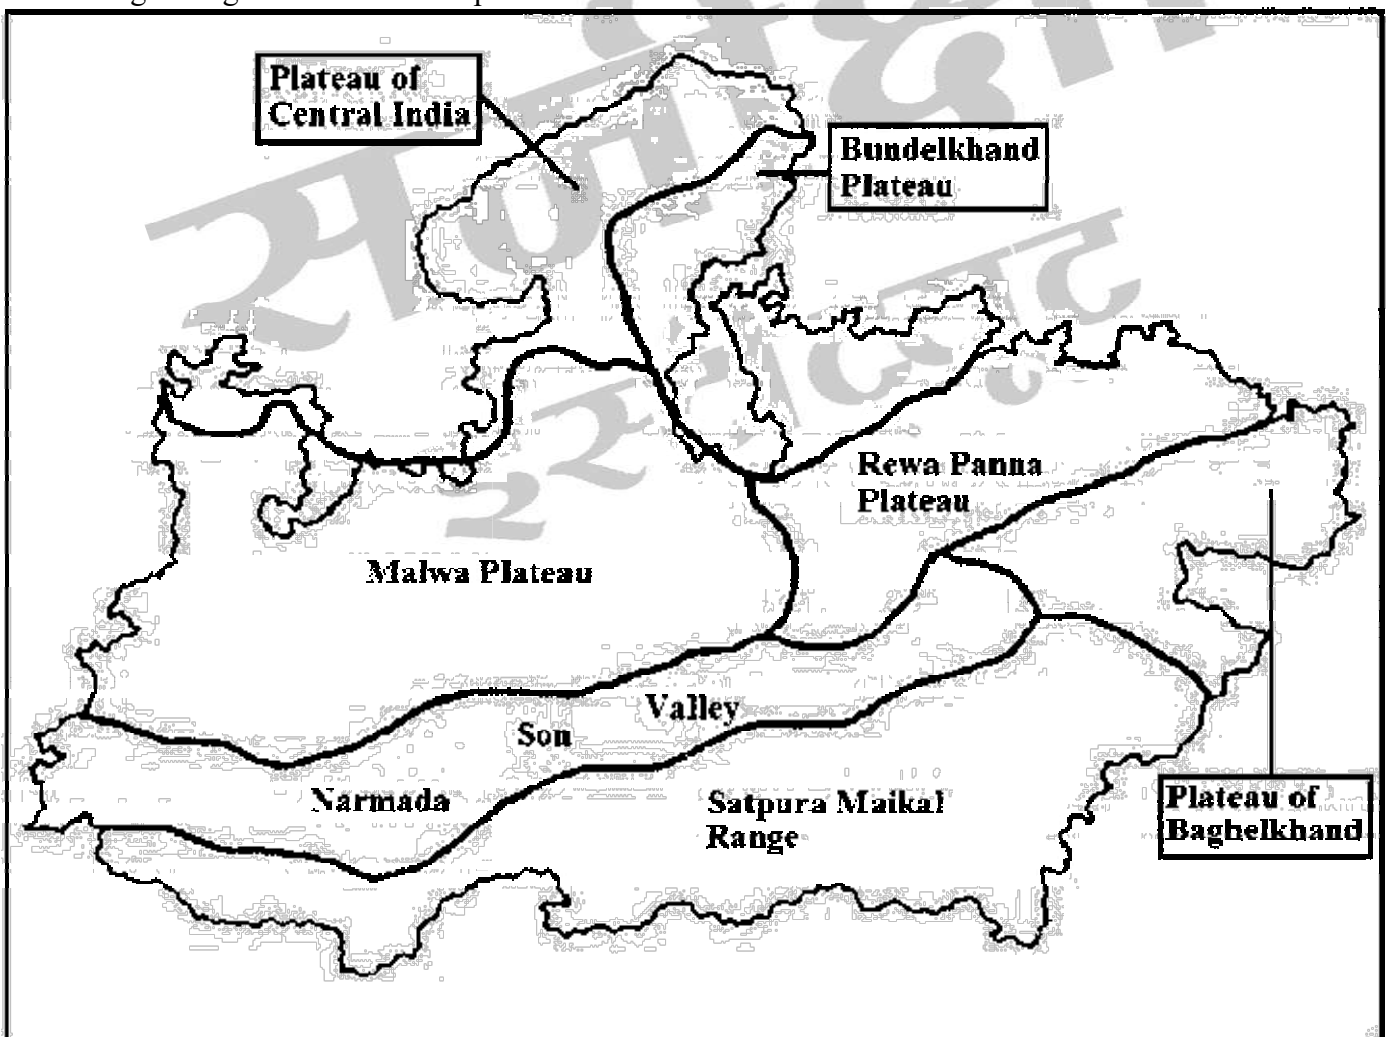 Plateau of
Central India
Bundelkhand
Plateau
Rewa Panna
Plateau
Malwa Plateau
Valley
Son
Narmada
Satpura Maikal
Range
Plateau of
Baghelkhand